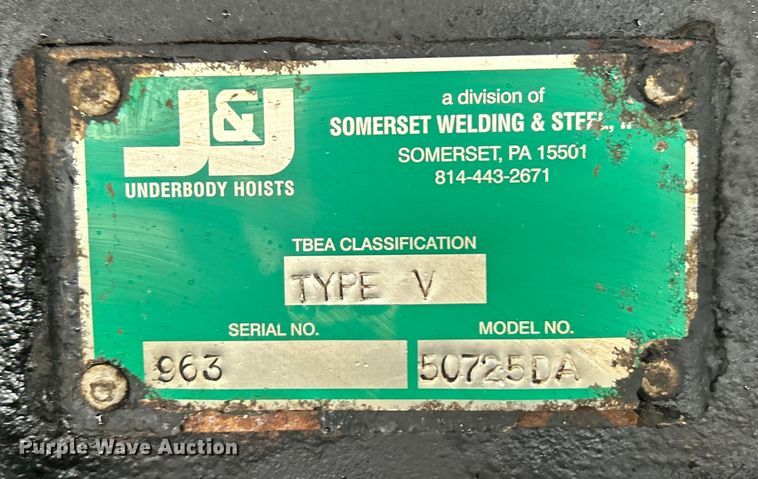 J&J
UNDERBODY HOISTS
a division of
SOMERSET WELDING & STEEL,
SOMERSET, PA 15501
814-443-2671
TBEA CLASSIFICATION
TYPE V
SERIAL NO.
963
MODEL NO.
50725DA
Purple Wave Auction